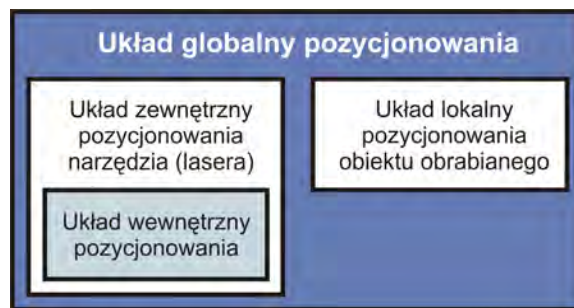 Układ globalny pozycjonowania
Układ zewnętrzny
pozycjonowania
narzędzia (lasera)
Układ wewnętrzny
pozycjonowania
Układ lokalny
pozycjonowania
obiektu obrabianego